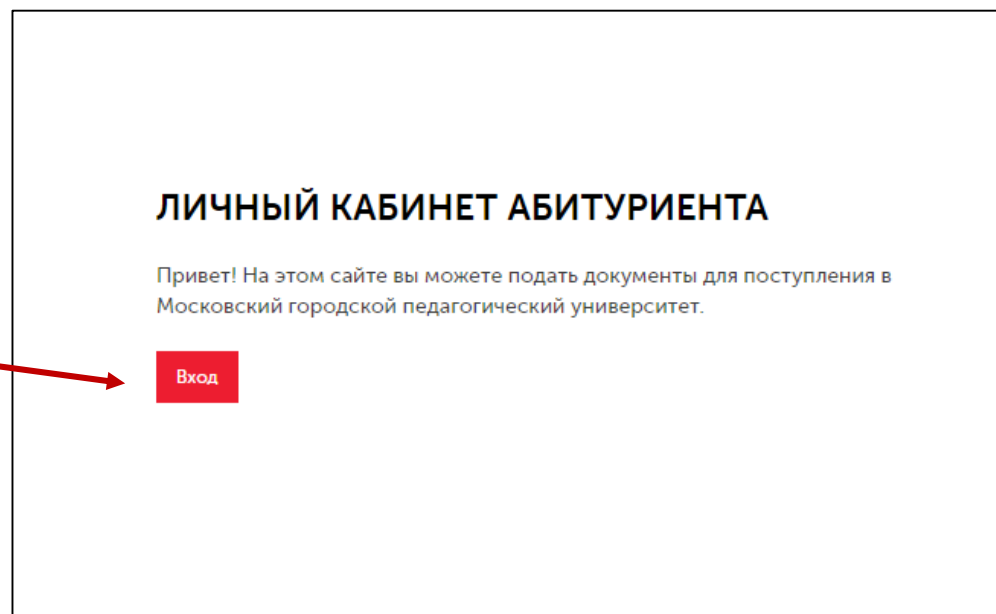 ЛИЧНЫЙ КАБИНЕТ АБИТУРИЕНТА
Привет! На этом сайте вы можете подать документы для поступления в
Московский городской педагогический университет.
Вход